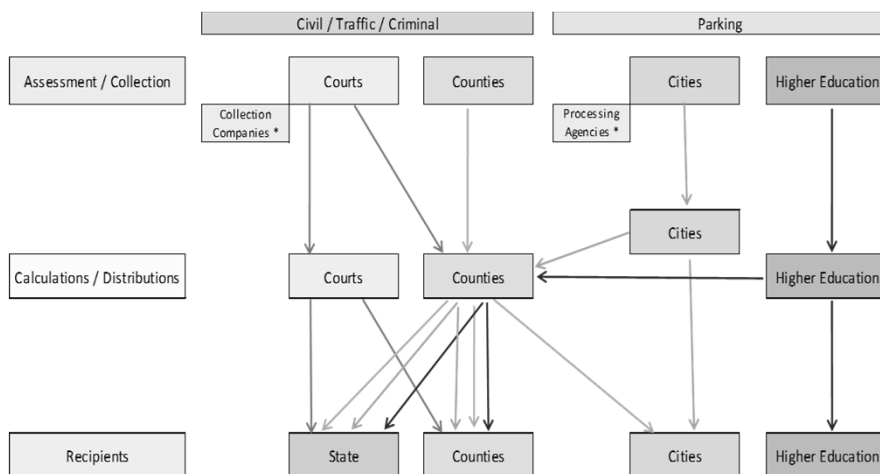 Civil / Traffic / Criminal
Parking
Assessment / Collection
Courts
Counties
Cities
Higher Education
Collection
Companies *
Processing
Agencies *
Cities
Calculations / Distributions
Courts
Counties
Higher Education
Recipients
State
Counties
Cities
Higher Education